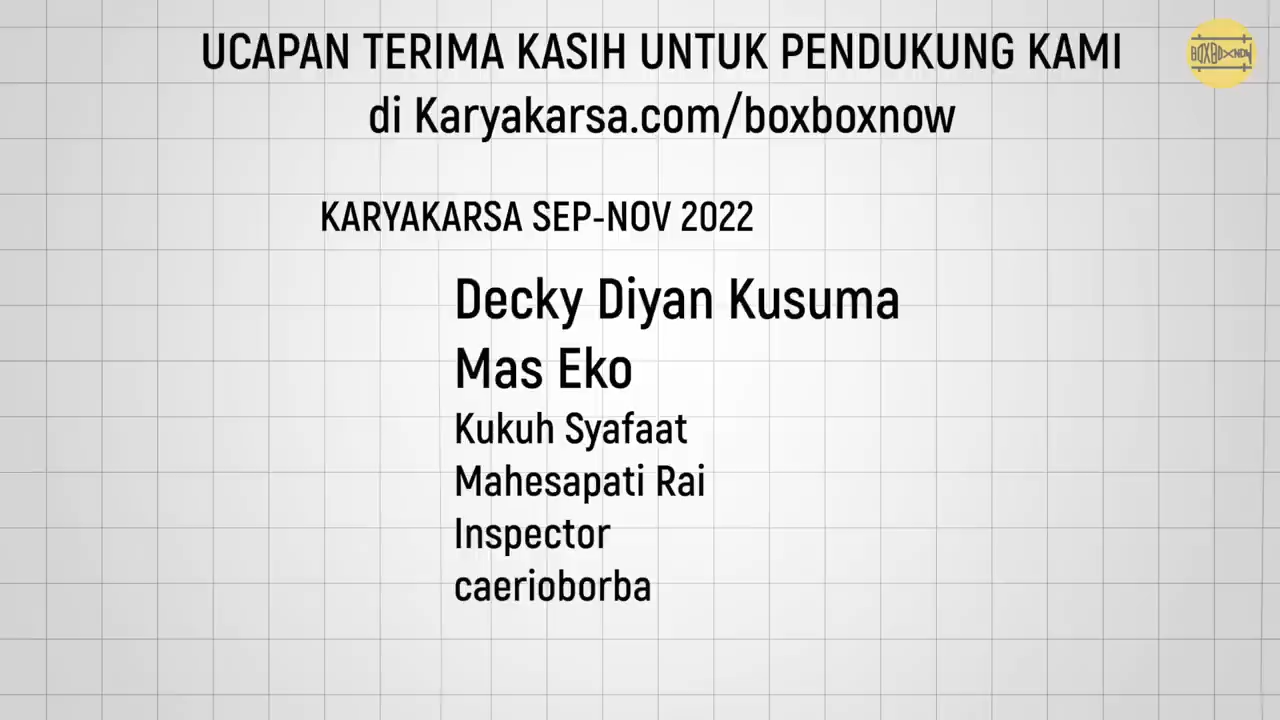 UCAPAN TERIMA KASIH UNTUK PENDUKUNG KAMI
BOXBOXNOW
di Karyakarsa.com/boxboxnow
KARYAKARSA SEP-NOV 2022
Decky Diyan Kusuma
Mas Eko
Kukuh Syafaat
Mahesapati Rai
Inspector
caerioborba